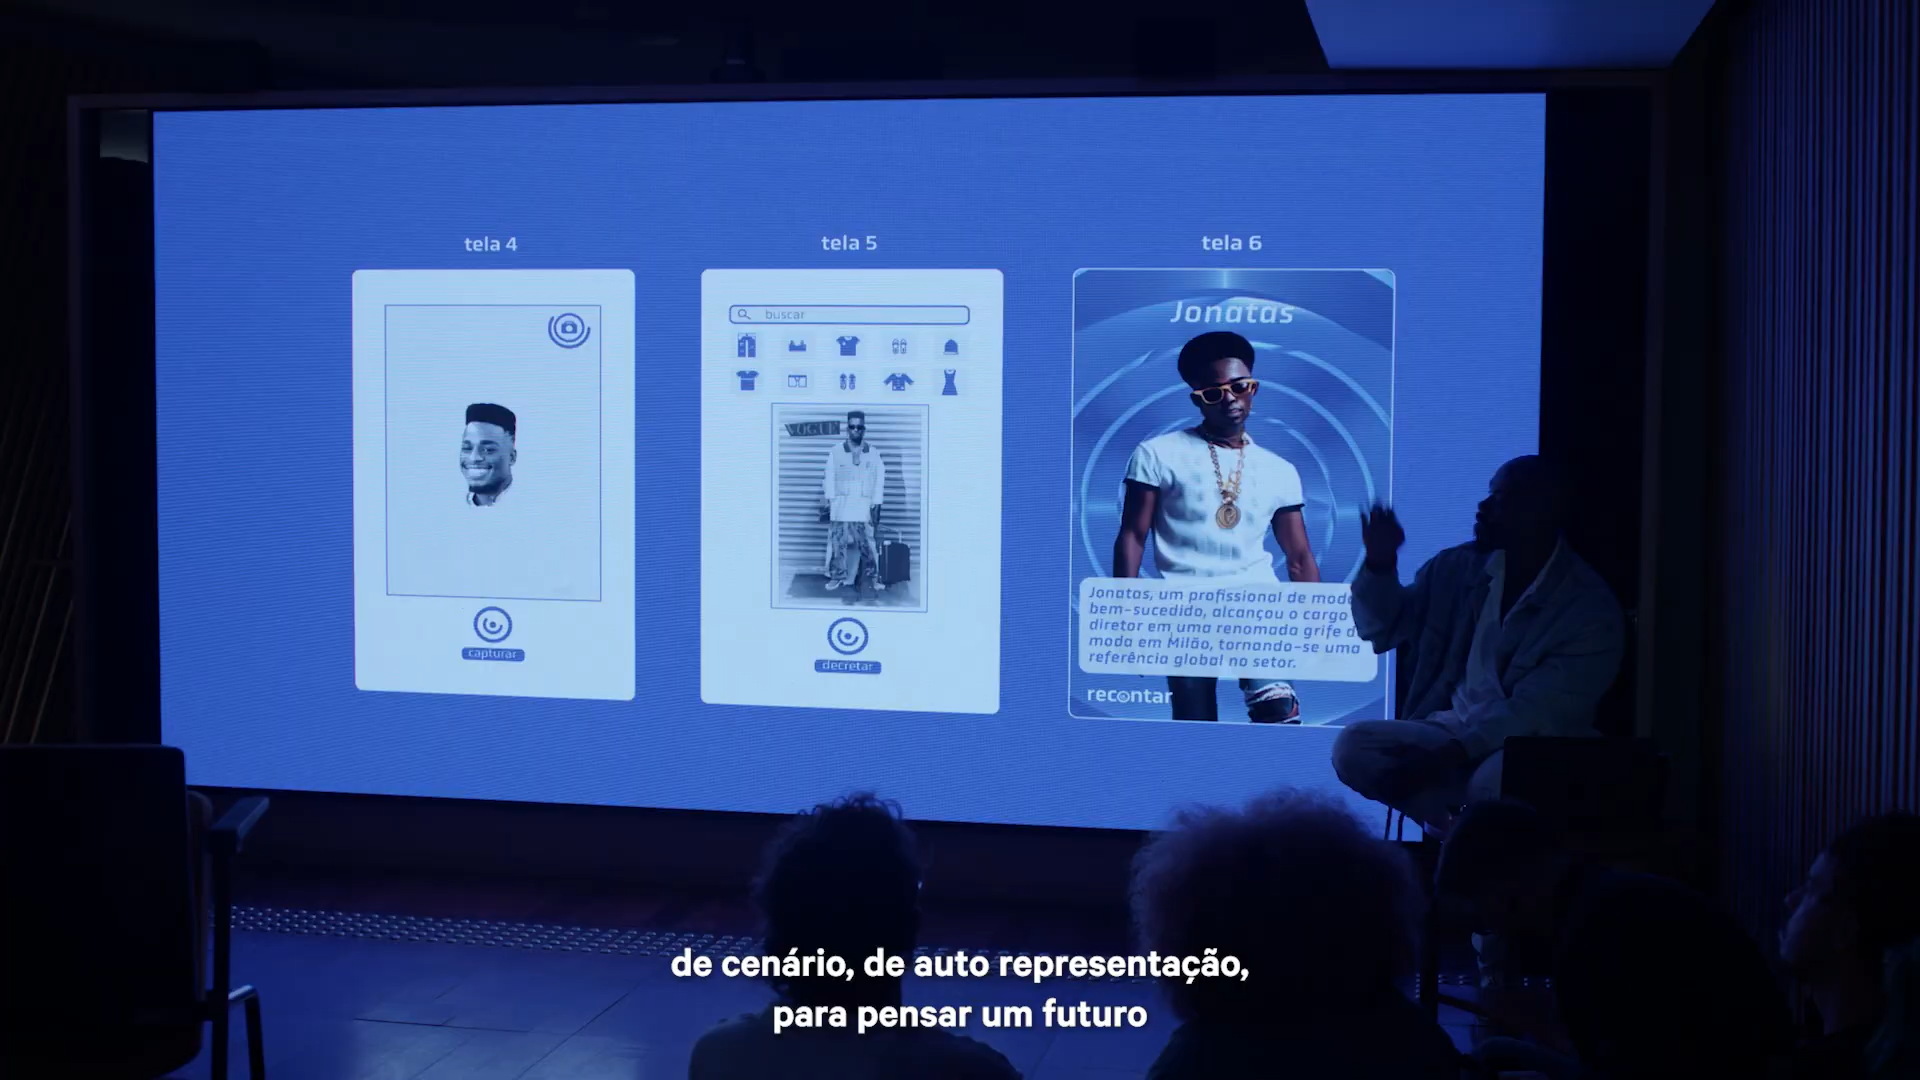 tela 4
tela 5
tela 6
buscar
Jonatas
VOGUE
Jonatas, um profissional de moda
bem-sucedido, alcançou o cargo
diretor em uma renomada grife
moda em Milão, tornando-se uma
referência global no setor.
capturar
decretar
recontar
de cenário, de auto representação,
para pensar um futuro